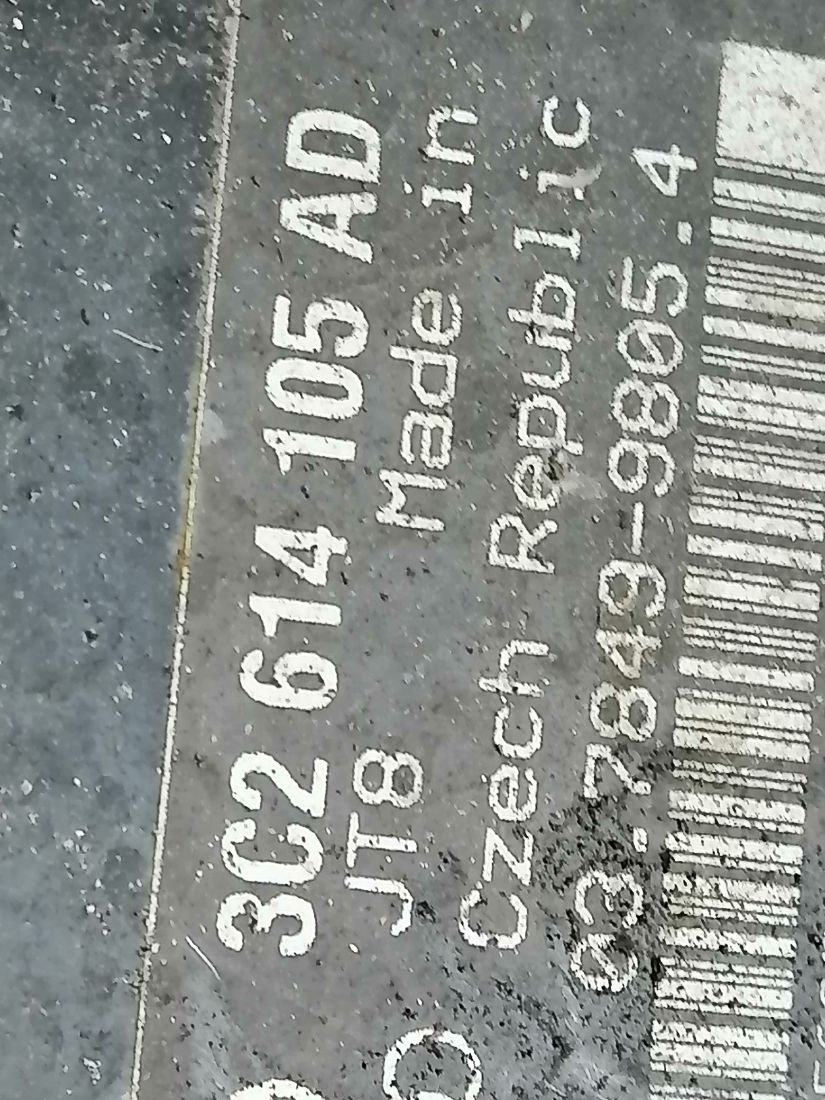 3C2 614 105 AD
JT8 Made in
Czech Republic
03.7849-9805.4